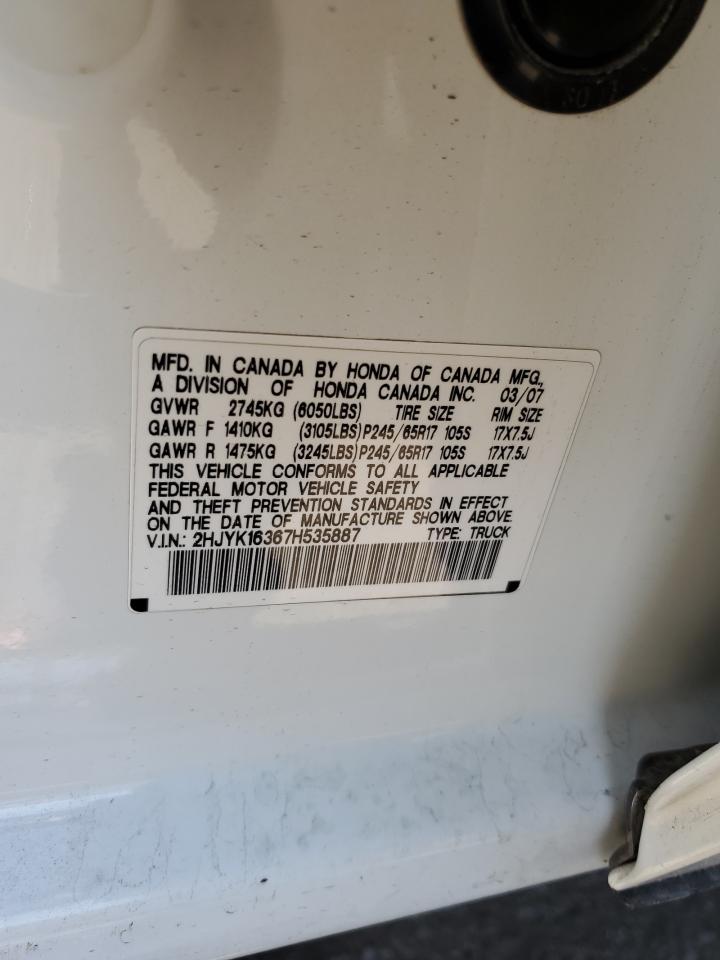 MFD. IN CANADA BY HONDA OF CANADA MFG.,
A DIVISION OF HONDA CANADA INC. 03/07
GVWR 2745KG (6050LBS) TIRE SIZE RIM SIZE
GAWR F 1410KG (3105LBS) P245/65R17 105S 17X7.5J
GAWR R 1475KG (3245LBS) P245/65R17 105S 17X7.5J
THIS VEHICLE CONFORMS TO ALL APPLICABLE
FEDERAL MOTOR VEHICLE SAFETY
AND THEFT PREVENTION STANDARDS IN EFFECT
ON THE DATE OF MANUFACTURE SHOWN ABOVE.
V.I.N.: 2HJYK16367H535887 TYPE: TRUCK